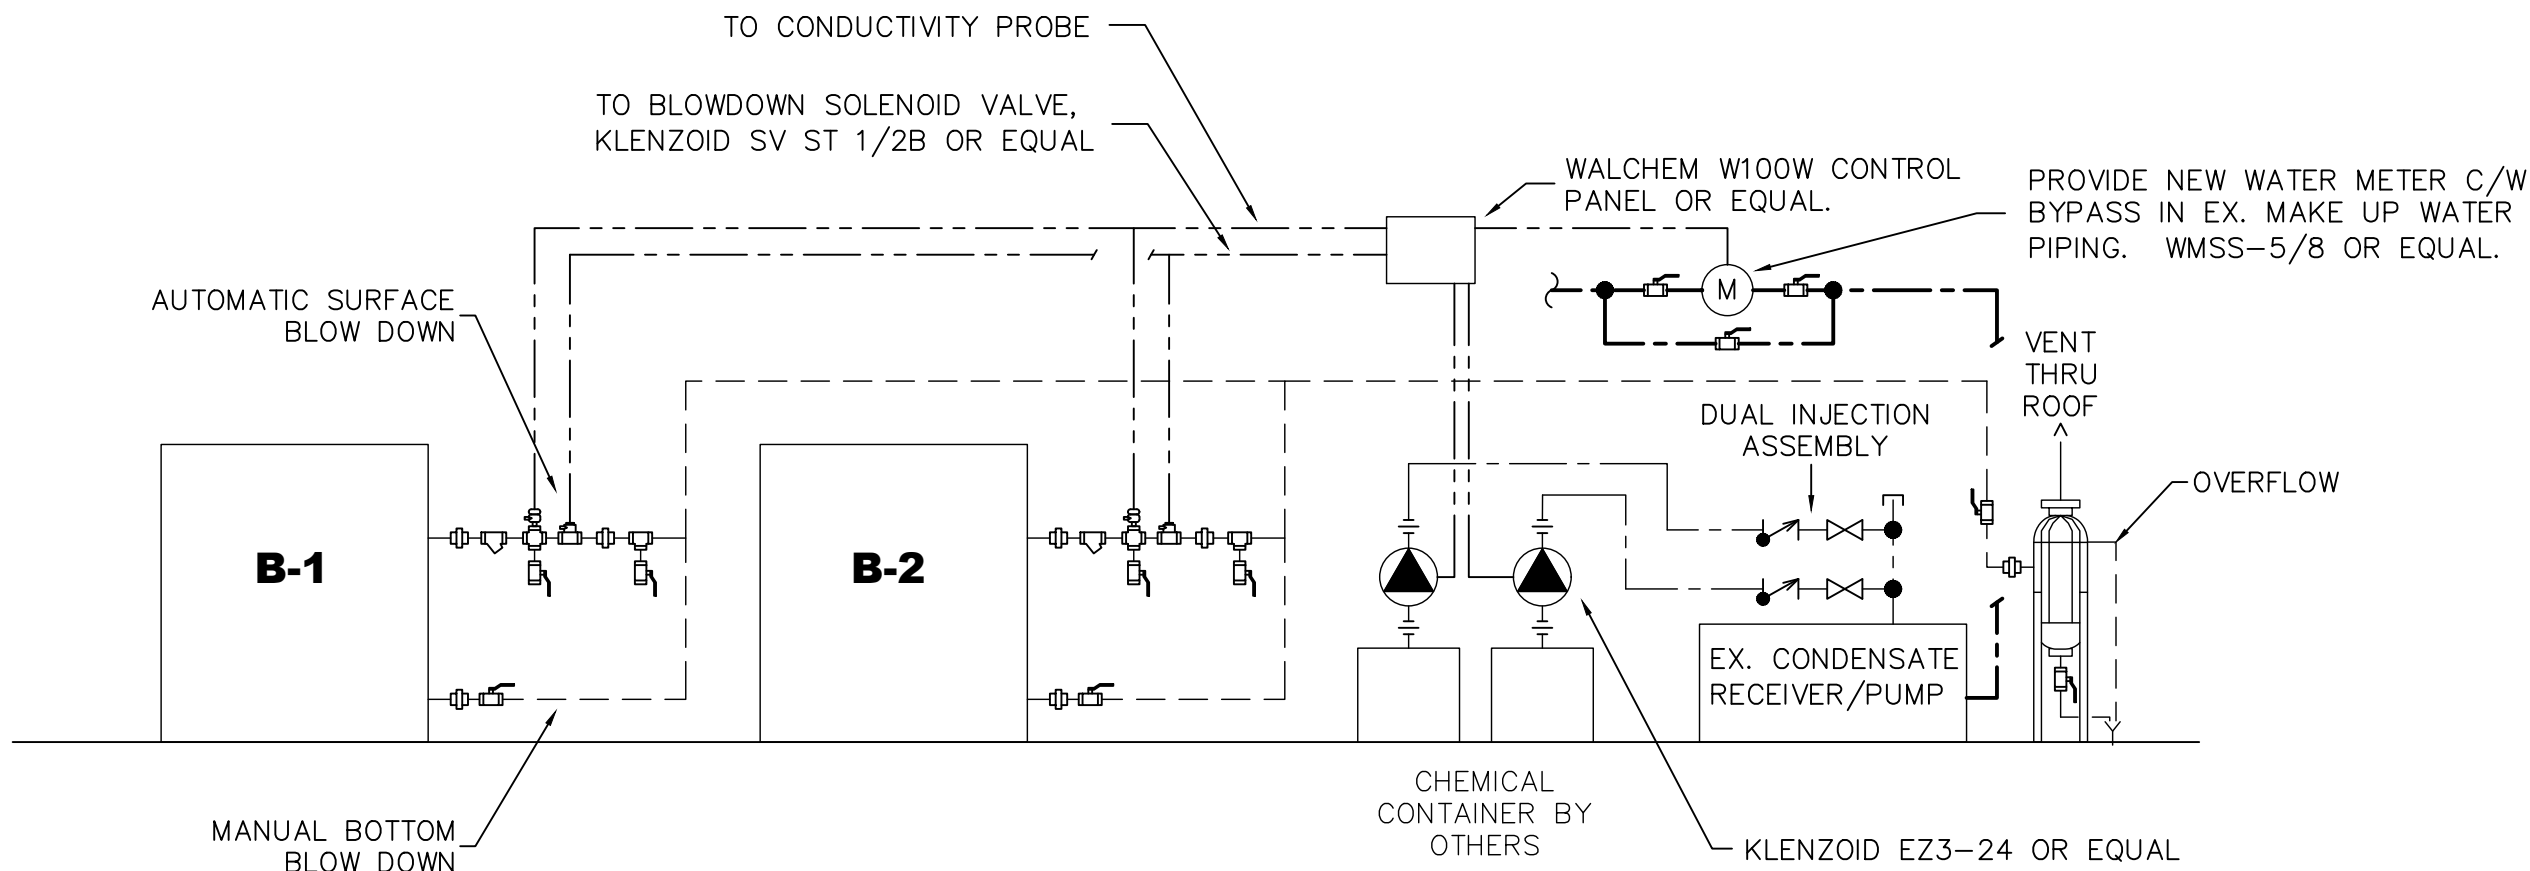 TO CONDUCTIVITY PROBE
TO BLOWDOWN SOLENOID VALVE,
KLENZOID SV ST 1/2B OR EQUAL
WALCHEM W100W CONTROL
PANEL OR EQUAL.
PROVIDE NEW WATER METER C/W
BYPASS IN EX. MAKE UP WATER
PIPING. WMSS-5/8 OR EQUAL.
M
AUTOMATIC SURFACE
BLOW DOWN
VENT
THRU
ROOF
DUAL INJECTION
ASSEMBLY
OVERFLOW
B-1
B-2
EX. CONDENSATE
RECEIVER/PUMP
CHEMICAL
CONTAINER BY
OTHERS
MANUAL BOTTOM
BLOW DOWN
KLENZOID EZ3-24 OR EQUAL